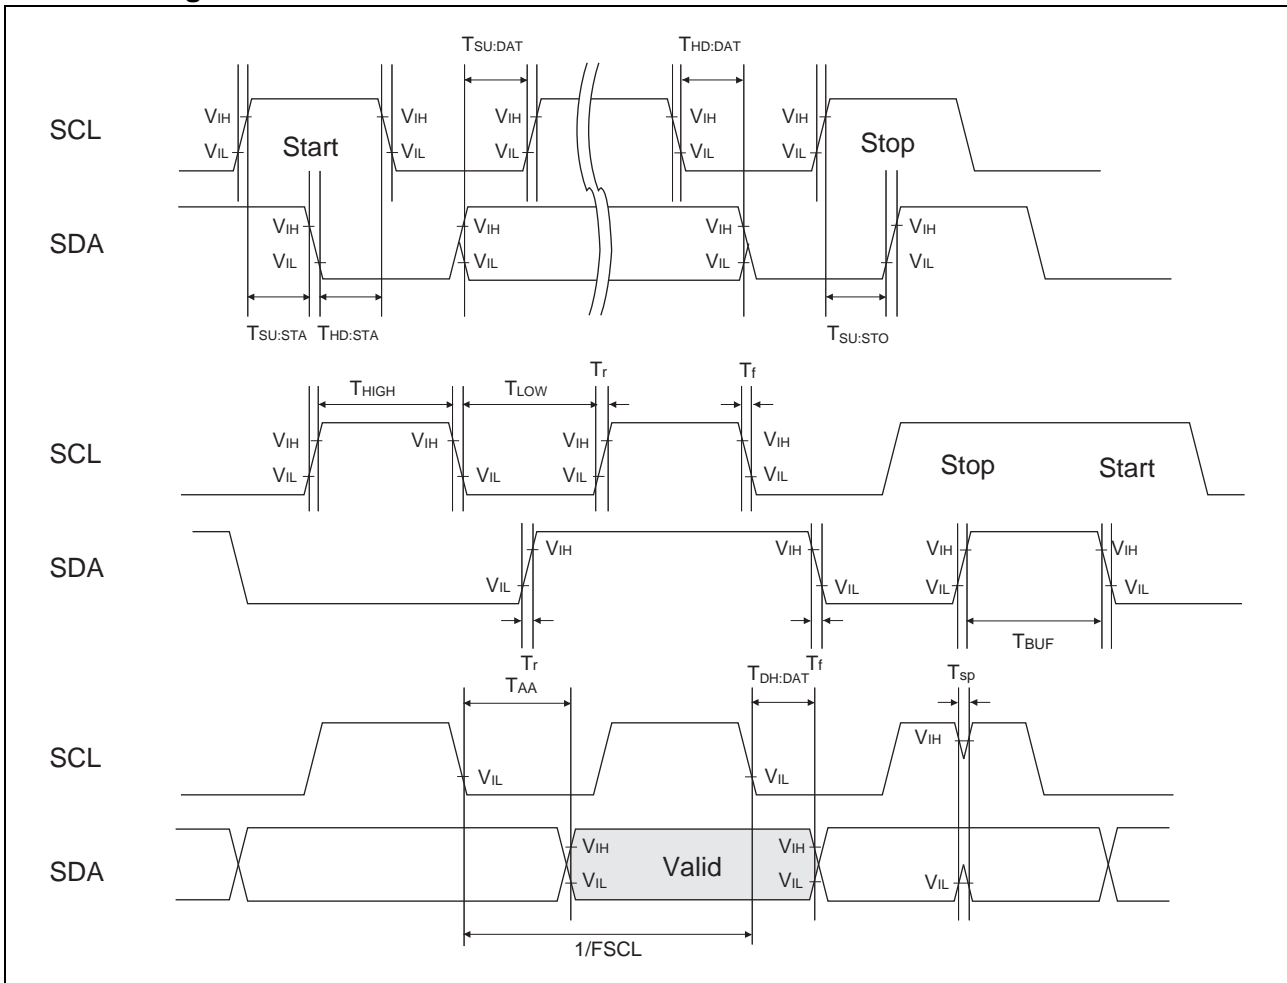 TSU:DAT THD:DAT
SCL VIH VIL Start VIH VIL VIH VIL VIH VIL VIH VIL Stop
SDA VIH VIL VIH VIL VIH VIL VIH VIL
TSU:STA THD:STA TSU:STO
THIGH TLOW Tr Tf
SCL VIH VIL VIH VIL VIH VIL VIH VIL Stop Start
SDA VIL VIH VIH VIL VIH VIL VIH VIL
Tr Tf TBUF
TAA TDH:DAT Tsp
SCL VIL VIL VIH
SDA VIH VIL Valid VIH VIL VIL
1/FSCL